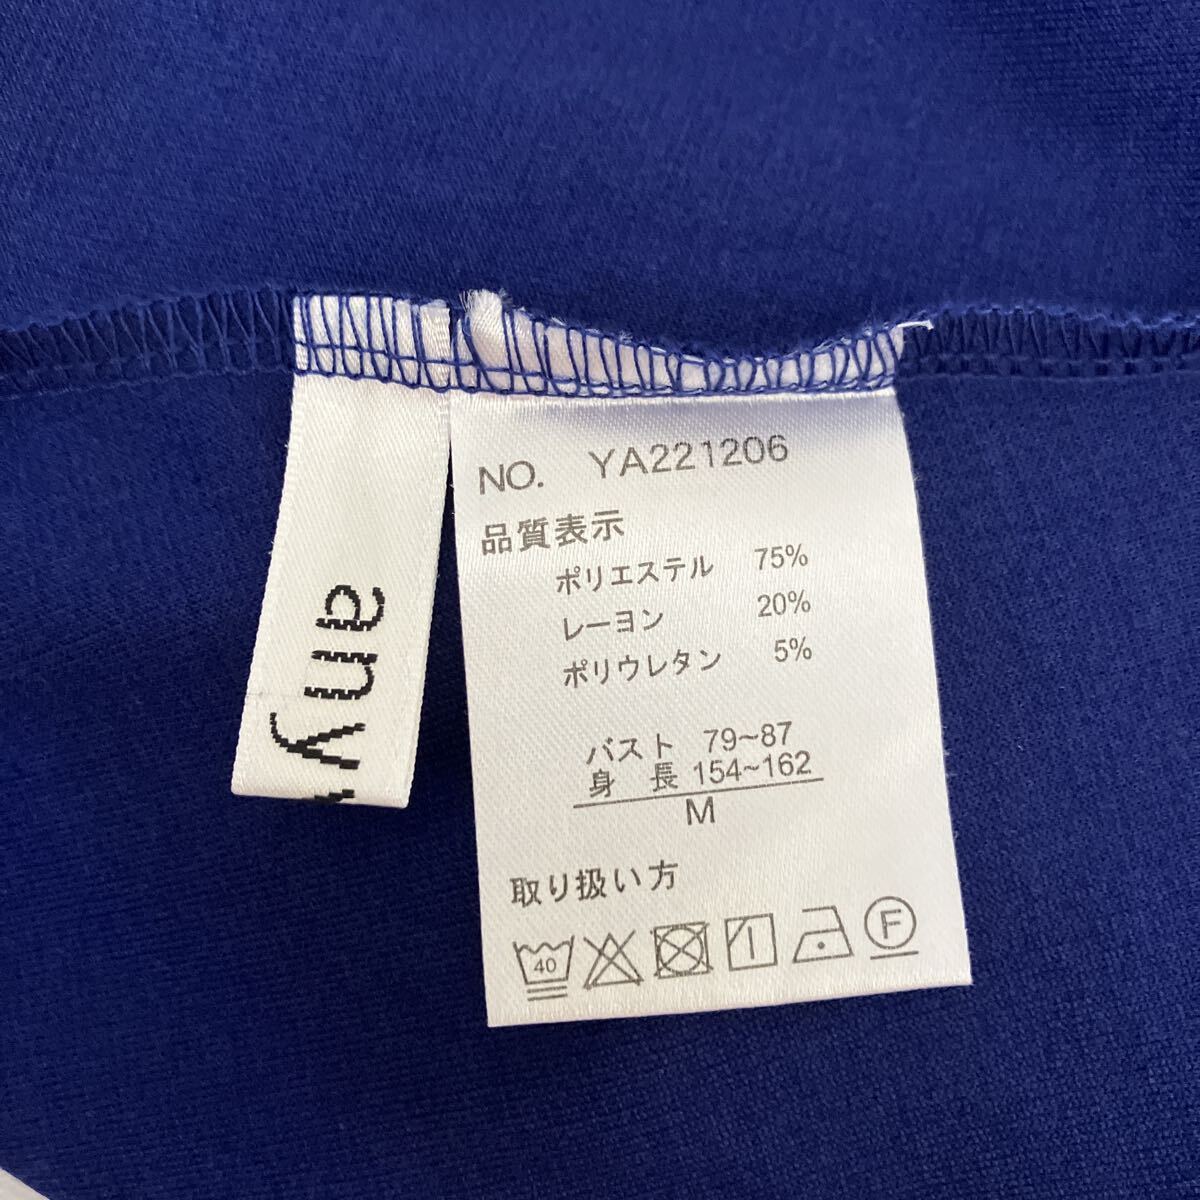 any
NO. YA221206
品質表示
ポリエステル 75%
レーヨン 20%
ポリウレタン 5%
バスト 79~87
身 長 154~162
M
取り扱い方
40
F